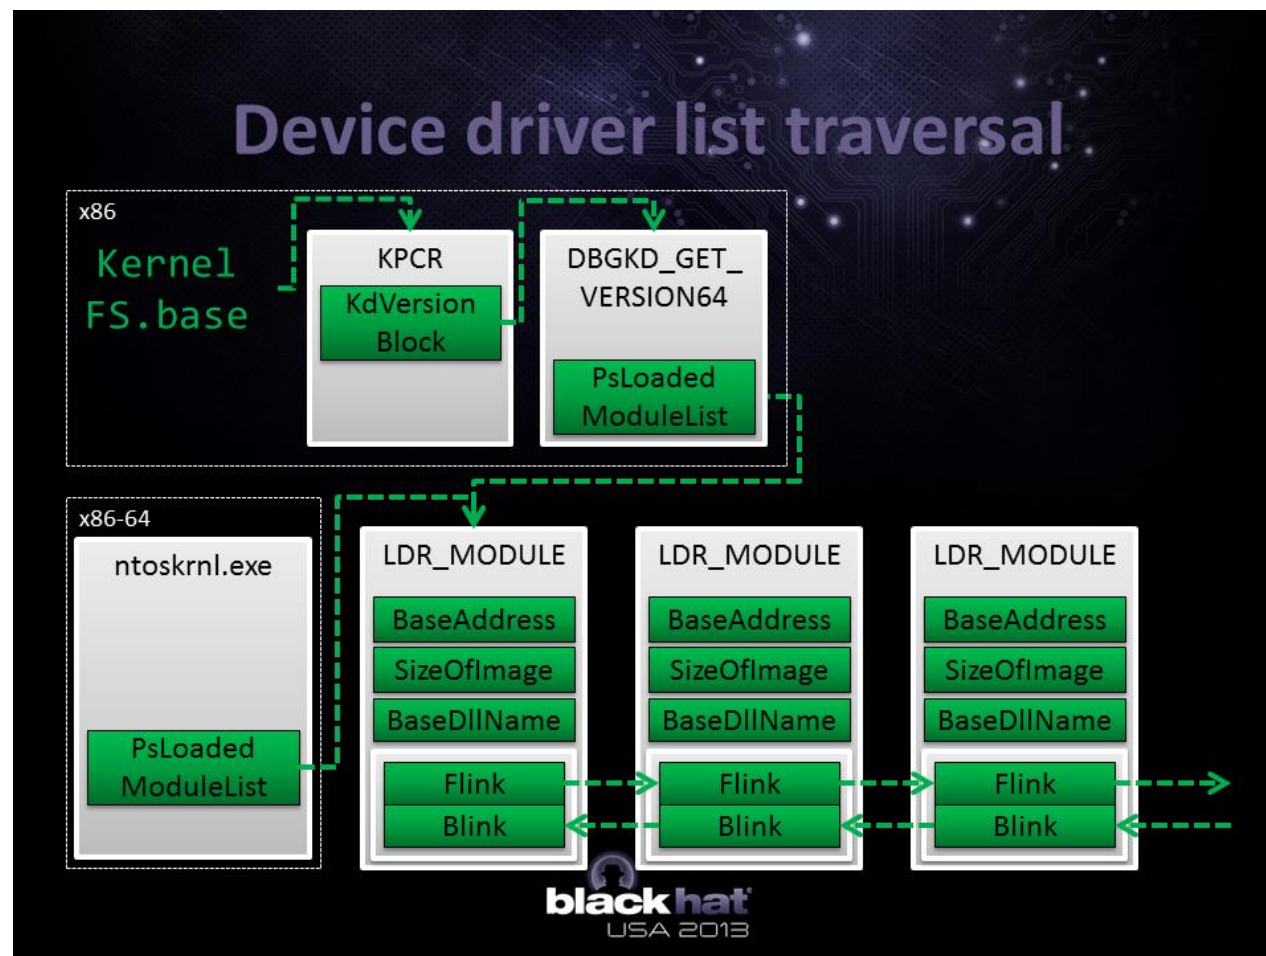 Device driver list traversal
x86
Kernel
FS.base
KPCR
KdVersion
Block
DBGKD_GET_
VERSION64
PsLoaded
ModuleList
x86-64
ntoskrnl.exe
PsLoaded
ModuleList
LDR_MODULE
BaseAddress
SizeOfImage
BaseDllName
Flink
Blink
LDR_MODULE
BaseAddress
SizeOfImage
BaseDllName
Flink
Blink
LDR_MODULE
BaseAddress
SizeOfImage
BaseDllName
Flink
Blink
black hat
USA 2013